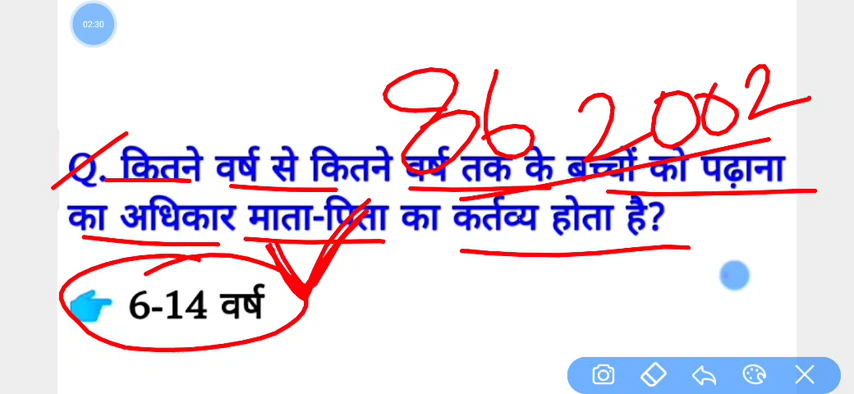 02:30
86 2002
Q. कितने वर्ष से कितने वर्ष तक के बच्चों को पढ़ाना
का अधिकार माता-पिता का कर्तव्य होता है?
6-14 वर्ष